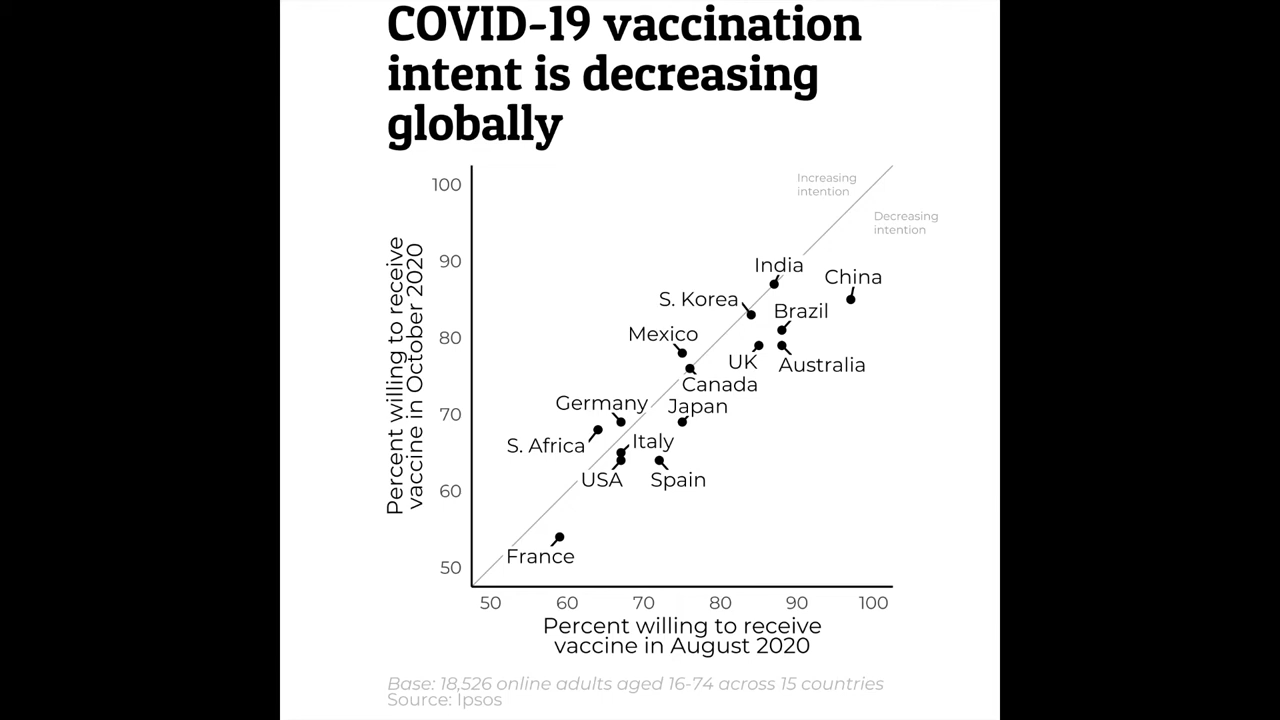 COVID-19 vaccination
intent is decreasing
globally
Increasing
intention
Decreasing
intention
Percent willing to receive
vaccine in October 2020
100
90
80
70
60
50
India
China
S. Korea
Brazil
Mexico
UK
Australia
Canada
Germany
Japan
S. Africa
Italy
USA
Spain
France
50 60 70 80 90 100
Percent willing to receive
vaccine in August 2020
Base: 18,526 online adults aged 16-74 across 15 countries
Source: Ipsos